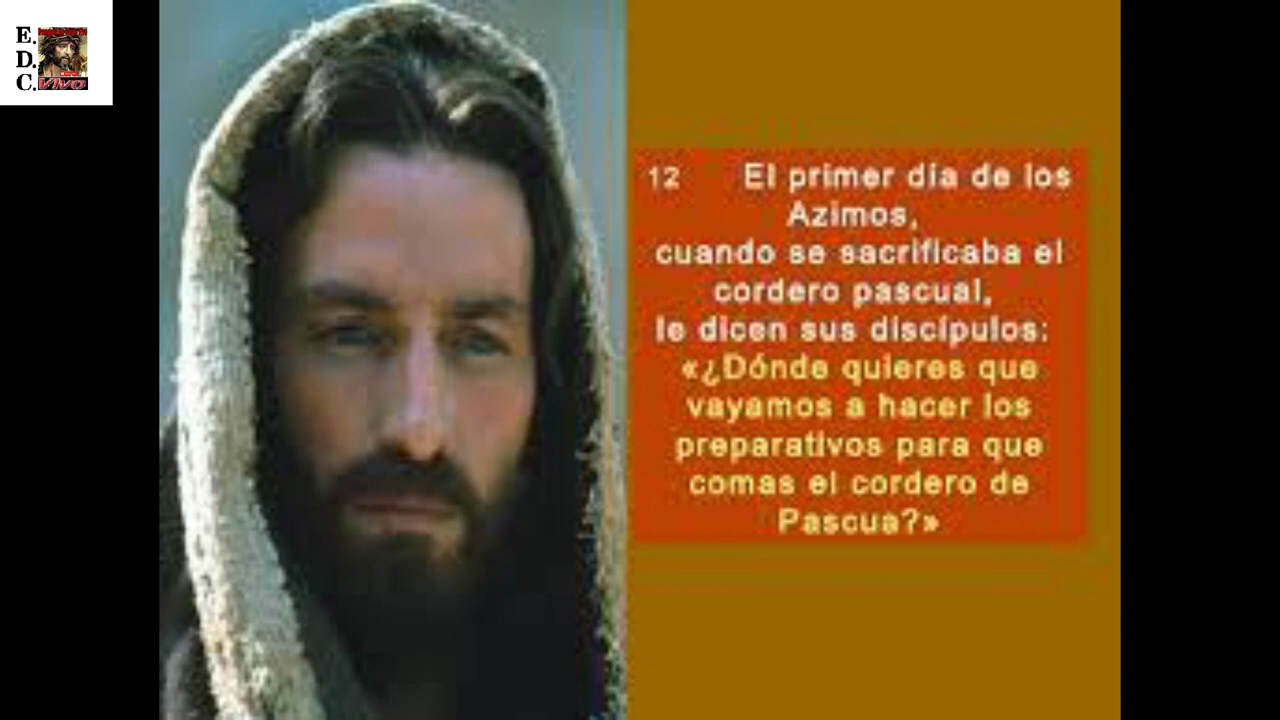 E.
D.
C.
Vivo
12 El primer día de los
Azimos,
cuando se sacrificaba el
cordero pascual,
le dicen sus discípulos:
«¿Dónde quieres que
vayamos a hacer los
preparativos para que
comas el cordero de
Pascua?»